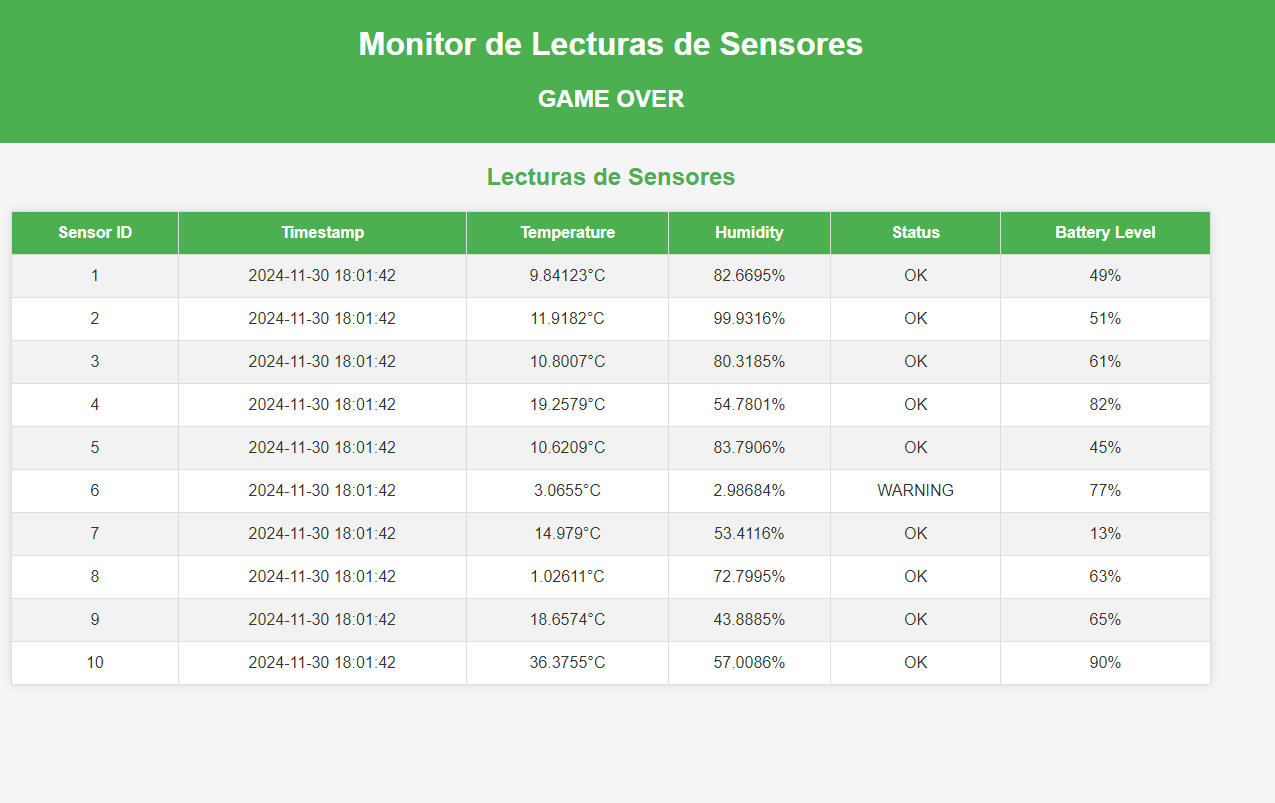 Monitor de Lecturas de Sensores
GAME OVER
Lecturas de Sensores
Sensor ID Timestamp Temperature Humidity Status Battery Level
1 2024-11-30 18:01:42 9.84123°C 82.6695% OK 49%
2 2024-11-30 18:01:42 11.9182°C 99.9316% OK 51%
3 2024-11-30 18:01:42 10.8007°C 80.3185% OK 61%
4 2024-11-30 18:01:42 19.2579°C 54.7801% OK 82%
5 2024-11-30 18:01:42 10.6209°C 83.7906% OK 45%
6 2024-11-30 18:01:42 3.0655°C 2.98684% WARNING 77%
7 2024-11-30 18:01:42 14.979°C 53.4116% OK 13%
8 2024-11-30 18:01:42 1.02611°C 72.7995% OK 63%
9 2024-11-30 18:01:42 18.6574°C 43.8885% OK 65%
10 2024-11-30 18:01:42 36.3755°C 57.0086% OK 90%